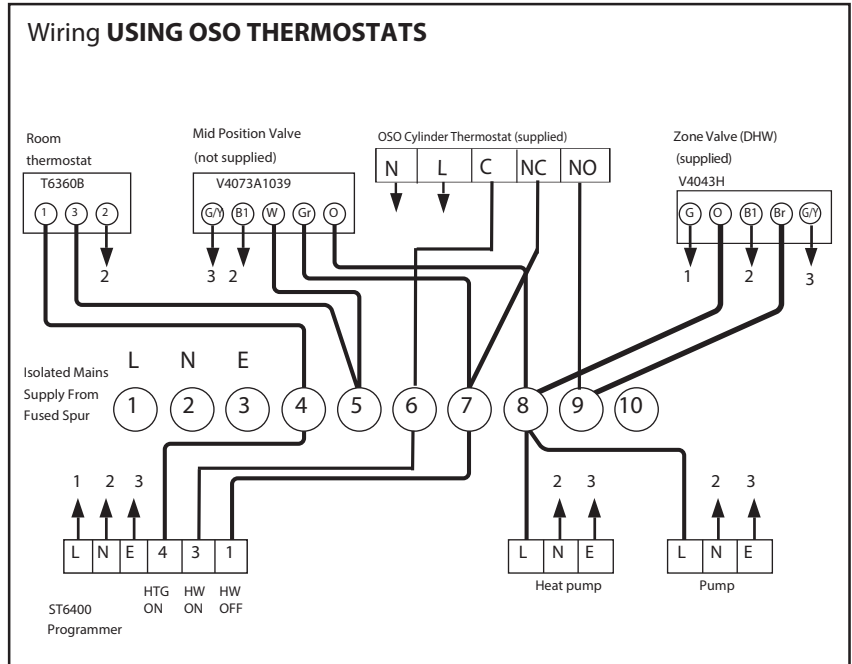 Wiring USING OSO THERMOSTATS
Room
thermostat
T6360B
1 3 2
2
Mid Position Valve
(not supplied)
V4073A1039
G/Y B1 W Gr O
3 2
OSO Cylinder Thermostat (supplied)
N L C NC NO
Zone Valve (DHW)
(supplied)
V4043H
G O B1 Br G/Y
1 2 3
Isolated Mains
Supply From
Fused Spur
L N E
1 2 3 4 5 6 7 8 9 10
1 2 3
L N E 4 3 1
HTG HW HW
ON ON OFF
ST6400
Programmer
2 3
L N E
Heat pump
2 3
L N E
Pump